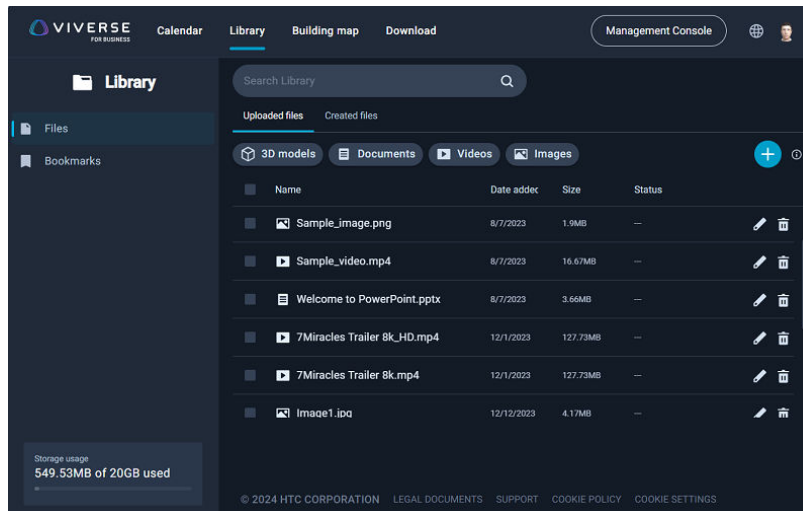 VIVERSE
FOR BUSINESS
Calendar
Library
Building map
Download
Management Console
Library
Files
Bookmarks
Storage usage
549.53MB of 20GB used
Search Library
Uploaded files Created files
3D models Documents Videos Images
Name Date added Size Status
Sample_image.png 8/7/2023 1.9MB ---
Sample_video.mp4 8/7/2023 16.67MB ---
Welcome to PowerPoint.pptx 8/7/2023 3.66MB ---
7Miracles Trailer 8k_HD.mp4 12/1/2023 127.73MB ---
7Miracles Trailer 8k.mp4 12/1/2023 127.73MB ---
Image1.jpg 12/12/2023 4.17MB ---
© 2024 HTC CORPORATION LEGAL DOCUMENTS SUPPORT COOKIE POLICY COOKIE SETTINGS